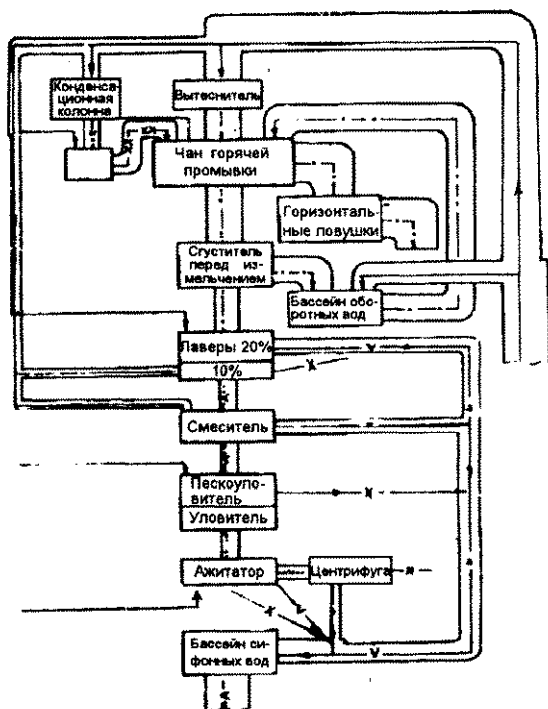 Конденса-
ционная
колонна
Вытеснитель
Чан горячей
промывки
Горизонталь-
ные ловушки
Сгуститель
перед из-
мельчением
Бассейн обо-
ротных вод
Лаверы 20%
10%
Смеситель
Пескоуло-
витель
Уловитель
Ажитатор
Центрифуга
Бассейн си-
фонных вод